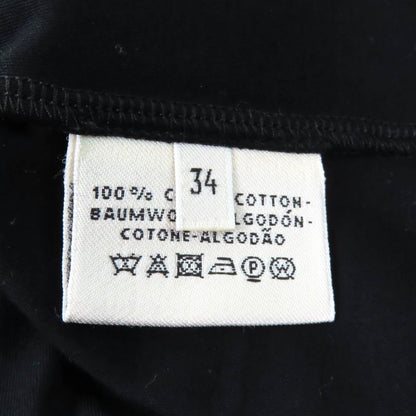 34
100% C COTTON-
BAUMWO ALGODÓN-
COTONE-ALGODÃO
P W